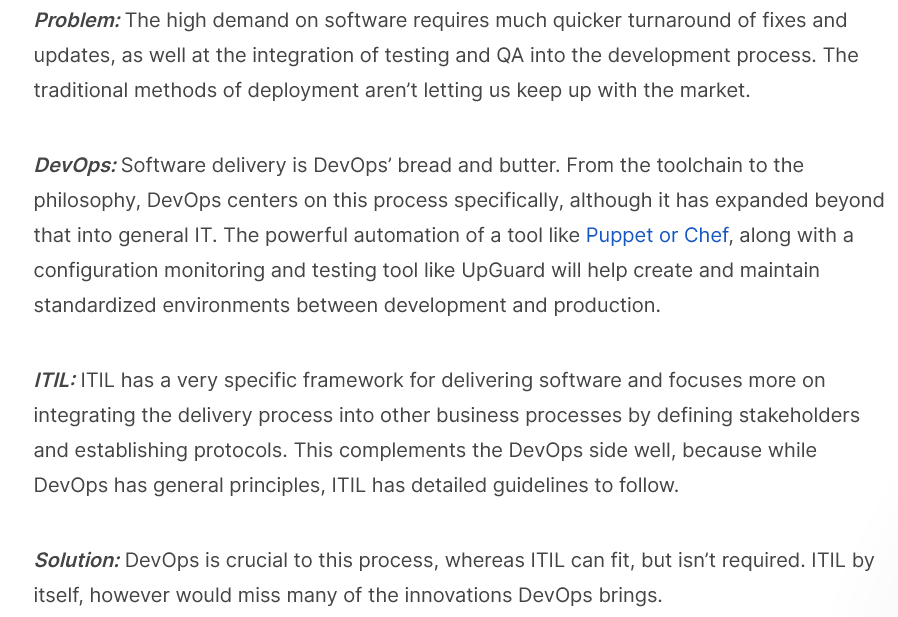 Problem: The high demand on software requires much quicker turnaround of fixes and
updates, as well at the integration of testing and QA into the development process. The
traditional methods of deployment aren’t letting us keep up with the market.
DevOps: Software delivery is DevOps’ bread and butter. From the toolchain to the
philosophy, DevOps centers on this process specifically, although it has expanded beyond
that into general IT. The powerful automation of a tool like Puppet or Chef, along with a
configuration monitoring and testing tool like UpGuard will help create and maintain
standardized environments between development and production.
ITIL: ITIL has a very specific framework for delivering software and focuses more on
integrating the delivery process into other business processes by defining stakeholders
and establishing protocols. This complements the DevOps side well, because while
DevOps has general principles, ITIL has detailed guidelines to follow.
Solution: DevOps is crucial to this process, whereas ITIL can fit, but isn’t required. ITIL by
itself, however would miss many of the innovations DevOps brings.